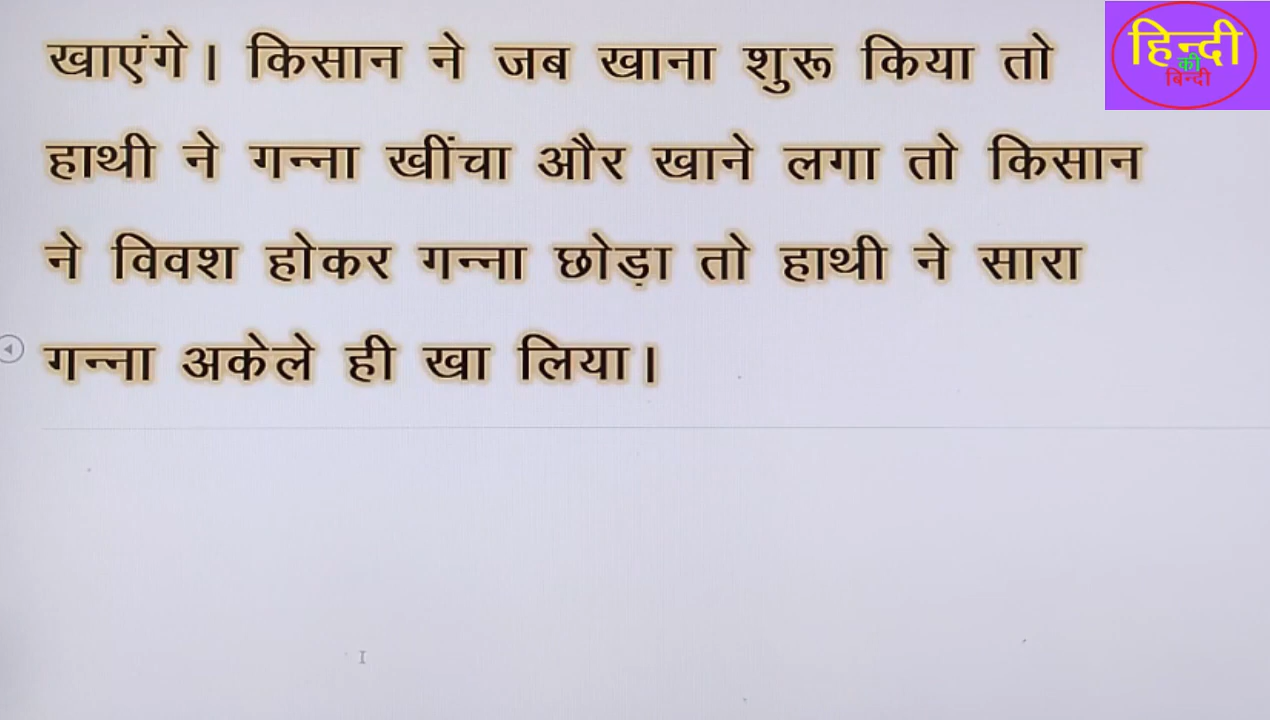 खाएंगे। किसान ने जब खाना शुरू किया तो
हाथी ने गन्ना खींचा और खाने लगा तो किसान
ने विवश होकर गन्ना छोड़ा तो हाथी ने सारा
गन्ना अकेले ही खा लिया।
हिन्दी
की
बिन्दी